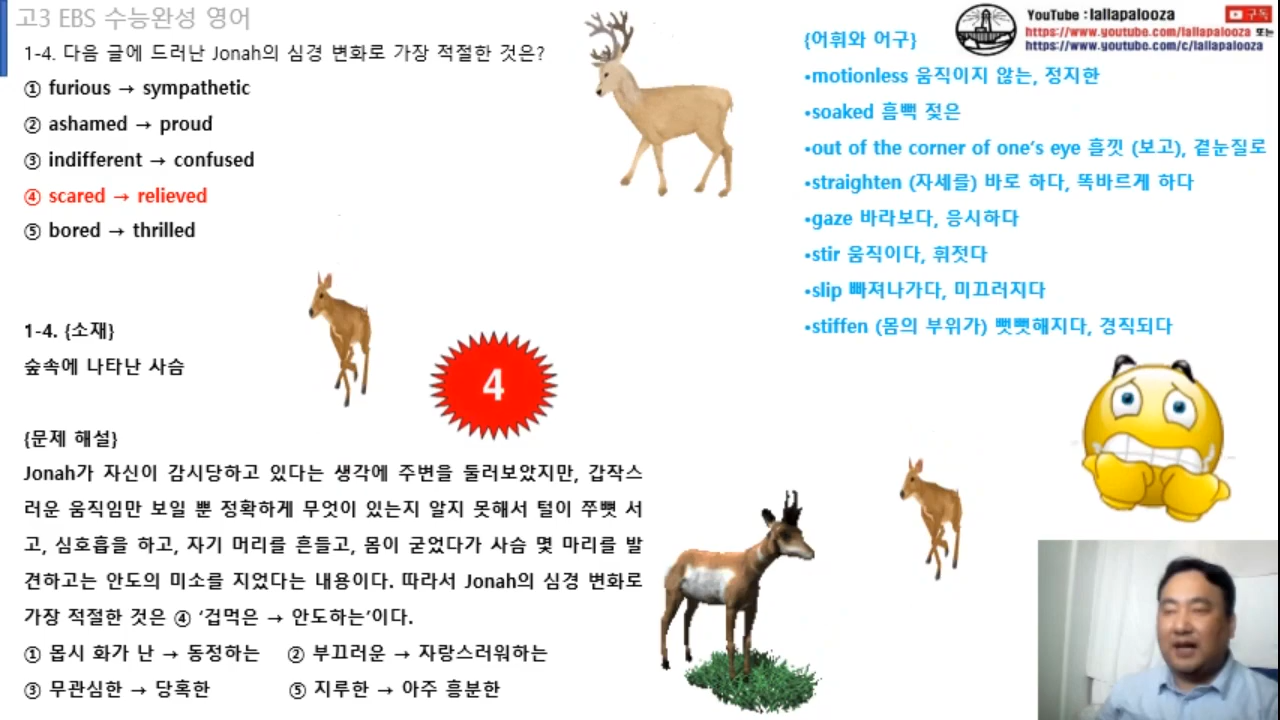 고3 EBS 수능완성 영어
1-4. 다음 글에 드러난 Jonah의 심경 변화로 가장 적절한 것은?
① furious → sympathetic
② ashamed → proud
③ indifferent → confused
④ scared → relieved
⑤ bored → thrilled
1-4. {소재}
숲속에 나타난 사슴
4
{문제 해설}
Jonah가 자신이 감시당하고 있다는 생각에 주변을 둘러보았지만, 갑작스
러운 움직임만 보일 뿐 정확하게 무엇이 있는지 알지 못해서 털이 쭈뼛 서
고, 심호흡을 하고, 자기 머리를 흔들고, 몸이 굳었다가 사슴 몇 마리를 발
견하고는 안도의 미소를 지었다는 내용이다. 따라서 Jonah의 심경 변화로
가장 적절한 것은 ④ ‘겁먹은 → 안도하는’이다.
① 몹시 화가 난 → 동정하는 ② 부끄러운 → 자랑스러워하는
③ 무관심한 → 당혹한 ⑤ 지루한 → 아주 흥분한
{어휘와 어구}
•motionless 움직이지 않는, 정지한
•soaked 흠뻑 젖은
•out of the corner of one’s eye 흘낏 (보고), 곁눈질로
•straighten (자세를) 바로 하다, 똑바르게 하다
•gaze 바라보다, 응시하다
•stir 움직이다, 휘젓다
•slip 빠져나가다, 미끄러지다
•stiffen (몸의 부위가) 뻣뻣해지다, 경직되다
YouTube : lallapalooza
구독
https://www.youtube.com/lallapalooza 또는
https://www.youtube.com/c/lallapalooza